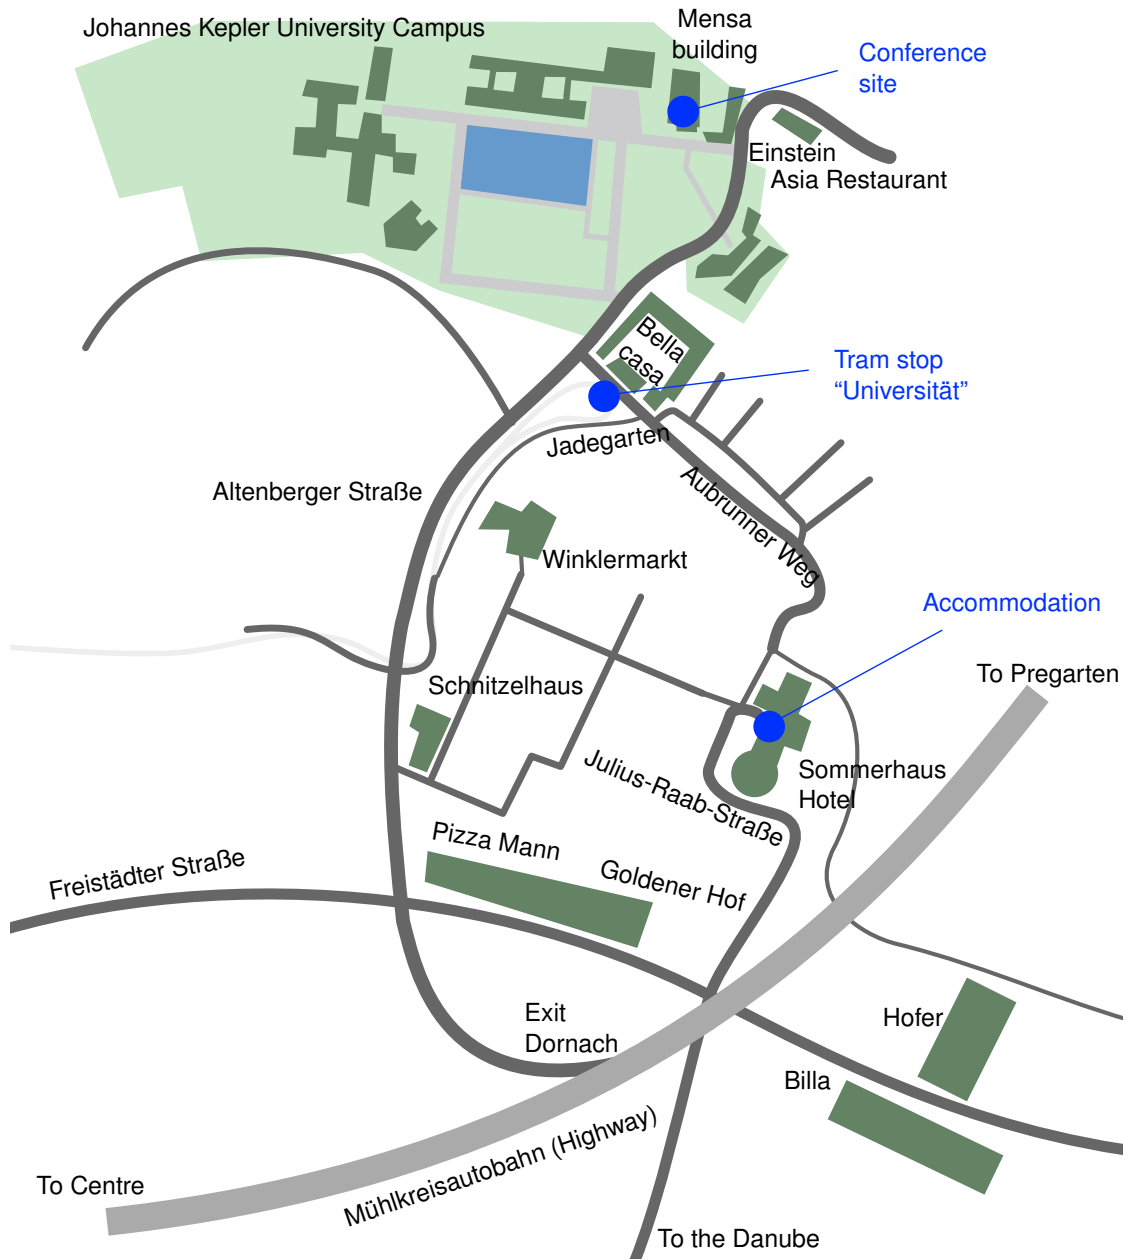 Johannes Kepler University Campus
Mensa
building
Conference
site
Einstein
Asia Restaurant
Bella
casa
Tram stop
“Universität”
Jadegarten
Altenberger Straße
Aubrunner Weg
Winklermarkt
Accommodation
To Pregarten
Schnitzelhaus
Sommerhaus
Hotel
Julius-Raab-Straße
Pizza Mann
Goldener Hof
Freistädter Straße
Exit
Dornach
Hofer
Billa
Mühlkreisautobahn (Highway)
To Centre
To the Danube